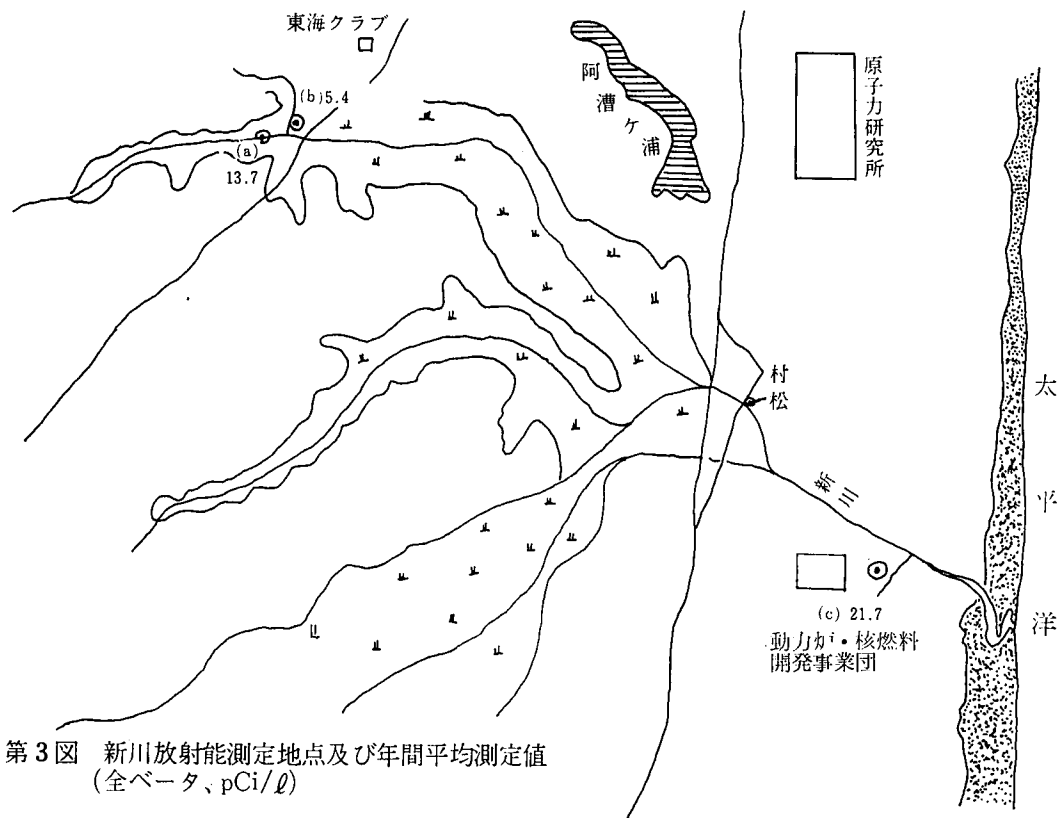 東海クラブ
(b)5.4
(a)
13.7
阿漕ケ浦
原子力研究所
村松
新川
太平洋
(c) 21.7
動力炉・核燃料
開発事業団
第3図 新川放射能測定地点及び年間平均測定値
(全ベータ、pCi/ℓ)